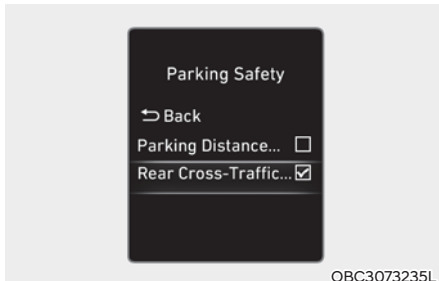 Parking Safety
Back
Parking Distance...
Rear Cross-Traffic...
OBC3073235L